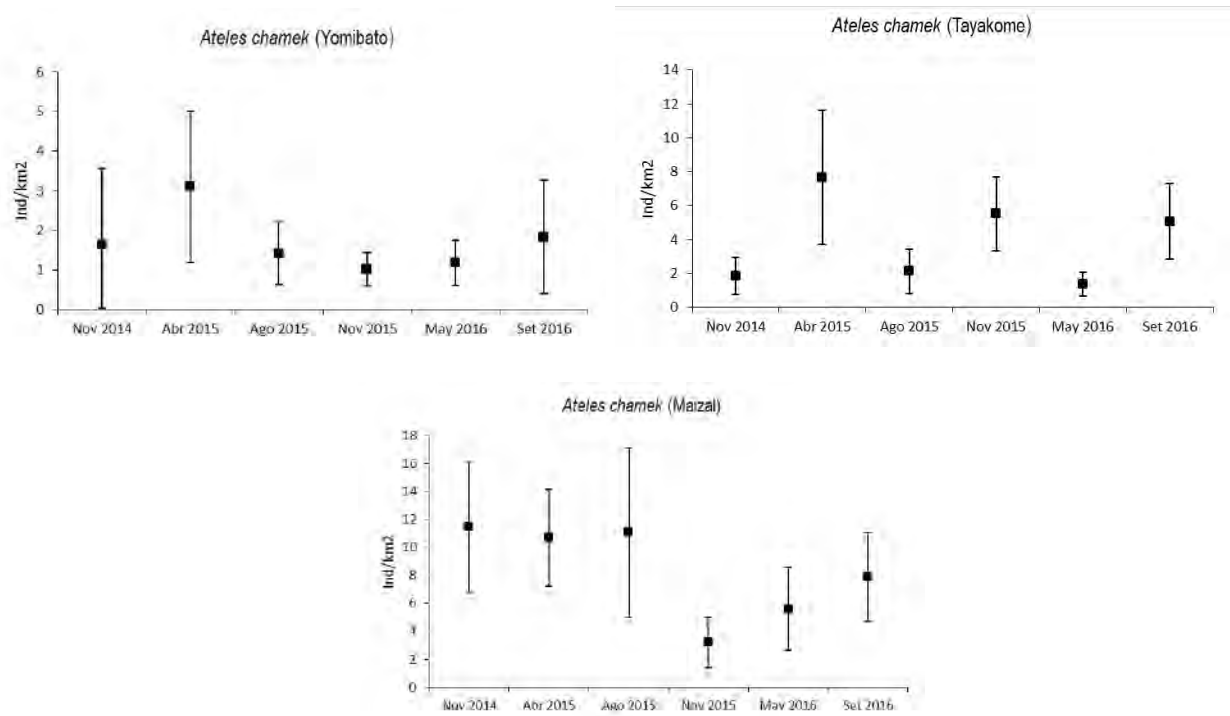 Ateles chamek (Yomibato)
6
5
4
3
2
1
0
Ind/km2
Nov 2014 Abr 2015 Ago 2015 Nov 2015 May 2016 Set 2016
Ateles chamek (Tayakome)
14
12
10
8
6
4
2
0
Ind/km2
Nov 2014 Abr 2015 Ago 2015 Nov 2015 May 2016 Set 2016
Ateles chamek (Maizal)
18
16
14
12
10
8
6
4
2
0
Ind/km2
Nov 2014 Abr 2015 Ago 2015 Nov 2015 May 2016 Set 2016